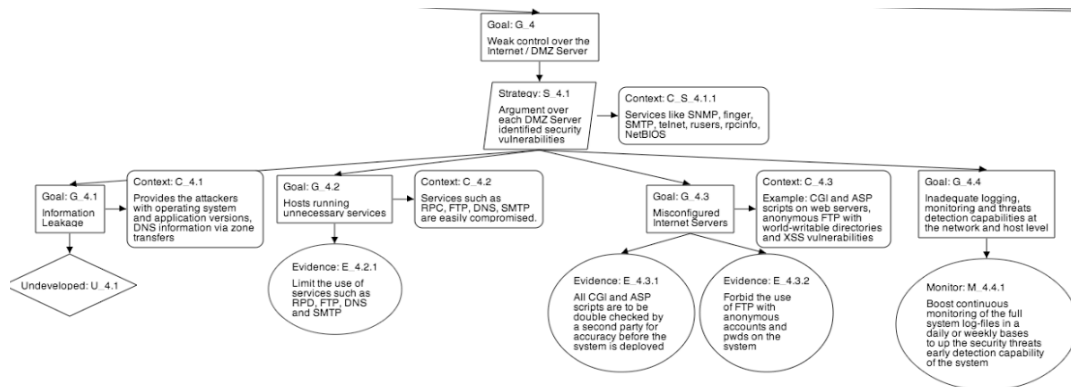 Goal: G_4
Weak control over the
Internet / DMZ Server
Strategy: S_4.1
Argument over
each DMZ Server
identified security
vulnerabilities
Context: C_S_4.1.1
Services like SNMP, finger,
SMTP, telnet, rusers, rpcinfo,
NetBIOS
Goal: G_4.1
Information
Leakage
Context: C_4.1
Provides the attackers
with operating system
and application versions,
DNS information via zone
transfers
Goal: G_4.2
Hosts running
unnecessary services
Context: C_4.2
Services such as
RPC, FTP, DNS, SMTP
are easily compromised.
Goal: G_4.3
Misconfigured
Internet Servers
Context: C_4.3
Example: CGI and ASP
scripts on web servers,
anonymous FTP with
world-writable directories
and XSS vulnerabilities
Goal: G_4.4
Inadequate logging,
monitoring and threats
detection capabilities at
the network and host level
Undeveloped: U_4.1
Evidence: E_4.2.1
Limit the use of
services such as
RPD, FTP, DNS
and SMTP
Evidence: E_4.3.1
All CGI and ASP
scripts are to be
double checked by
a second party for
accuracy before the
system is deployed
Evidence: E_4.3.2
Forbid the use
of FTP with
anonymous
accounts and
pwds on the
system
Monitor: M_4.4.1
Boost continuous
monitoring of the full
system log-files in a
daily or weekly bases
to up the security threats
early detection capability
of the system